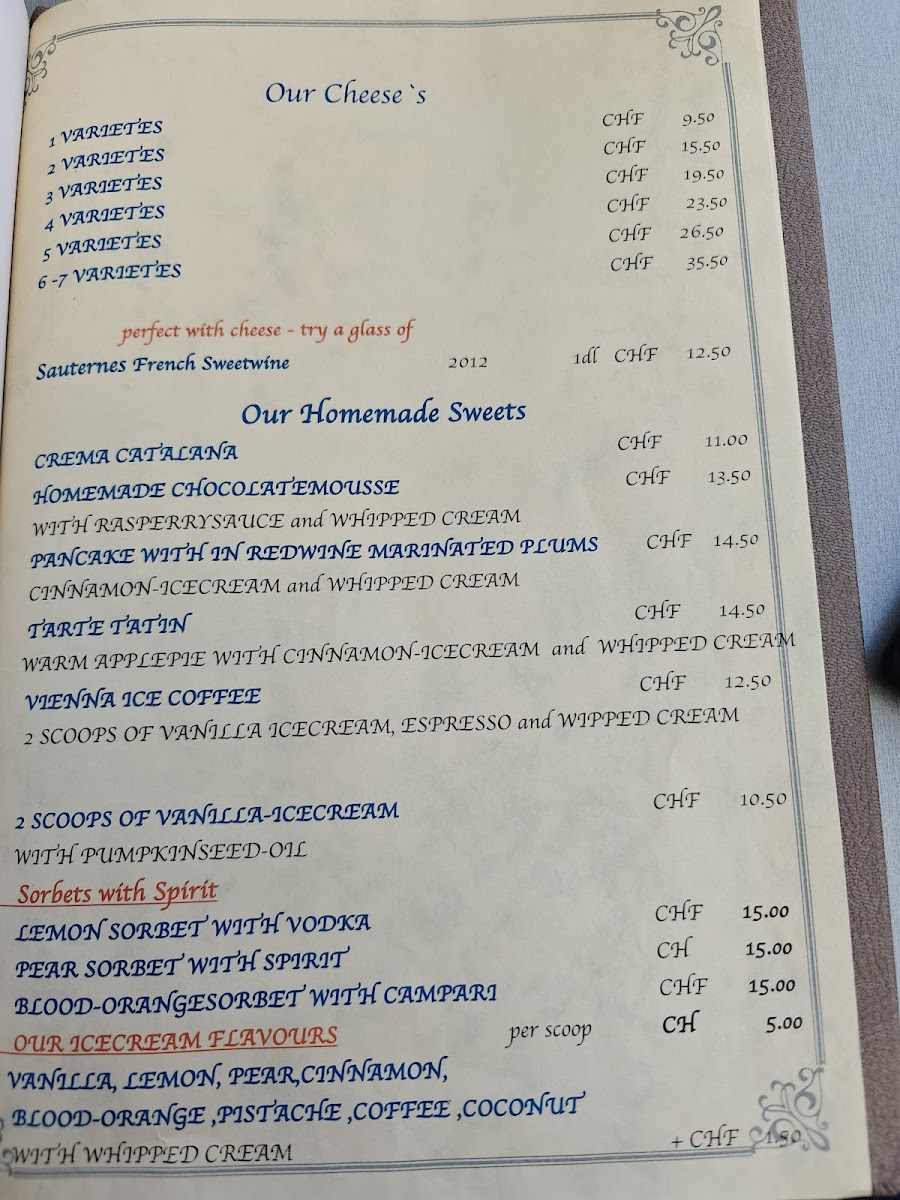 Our Cheese`s
1 VARIETES CHF 9.50
2 VARIETES CHF 15.50
3 VARIETES CHF 19.50
4 VARIETES CHF 23.50
5 VARIETES CHF 26.50
6 -7 VARIETES CHF 35.50
perfect with cheese - try a glass of
Sauternes French Sweetwine 2012 1dl CHF 12.50
Our Homemade Sweets
CREMA CATALANA CHF 11.00
HOMEMADE CHOCOLATEMOUSSE CHF 13.50
WITH RASPERRYSAUCE and WHIPPED CREAM
PANCAKE WITH IN REDWINE MARINATED PLUMS CHF 14.50
CINNAMON-ICECREAM and WHIPPED CREAM
TARTE TATIN CHF 14.50
WARM APPLEPIE WITH CINNAMON-ICECREAM and WHIPPED CREAM
VIENNA ICE COFFEE CHF 12.50
2 SCOOPS OF VANILLA ICECREAM, ESPRESSO and WIPPED CREAM
2 SCOOPS OF VANILLA-ICECREAM CHF 10.50
WITH PUMPKINSEED-OIL
Sorbets with Spirit
LEMON SORBET WITH VODKA CHF 15.00
PEAR SORBET WITH SPIRIT CH 15.00
BLOOD-ORANGESORBET WITH CAMPARI CHF 15.00
OUR ICECREAM FLAVOURS per scoop CH 5.00
VANILLA, LEMON, PEAR,CINNAMON,
BLOOD-ORANGE ,PISTACHE ,COFFEE ,COCONUT
WITH WHIPPED CREAM + CHF 1.50